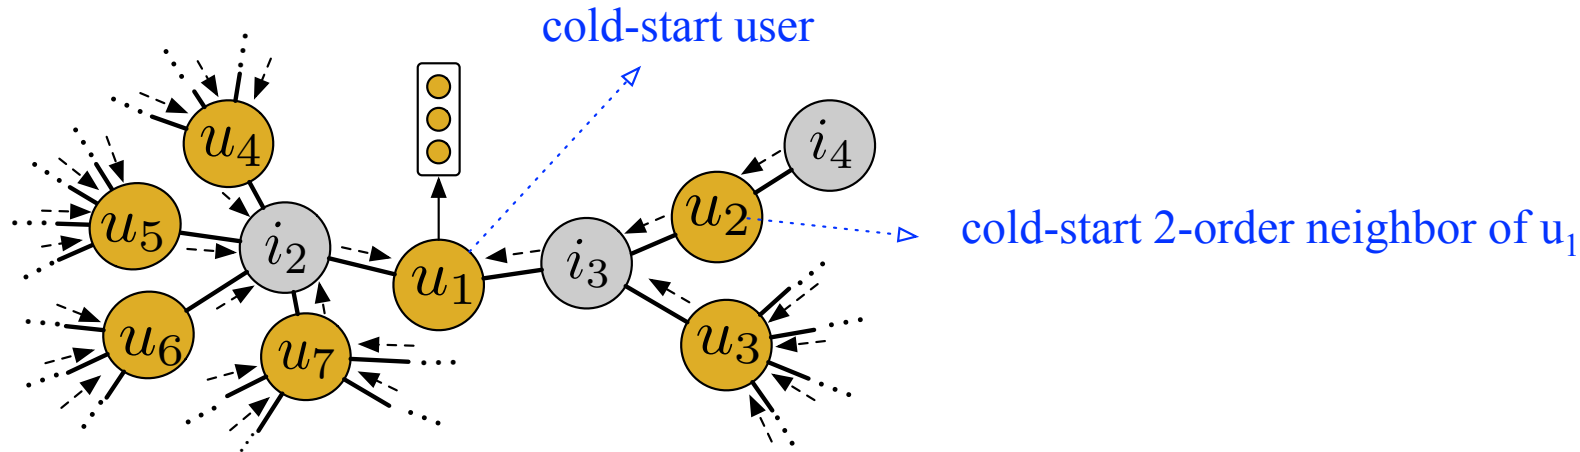 cold-start user
u4
i4
u5
i2
u2
cold-start 2-order neighbor of u1
u1
i3
u6
u7
u3